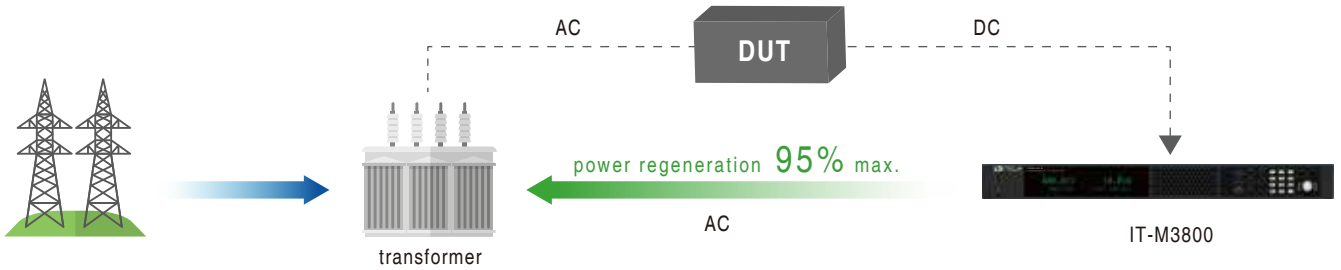 AC
DUT
DC
power regeneration 95% max.
AC
transformer
IT-M3800